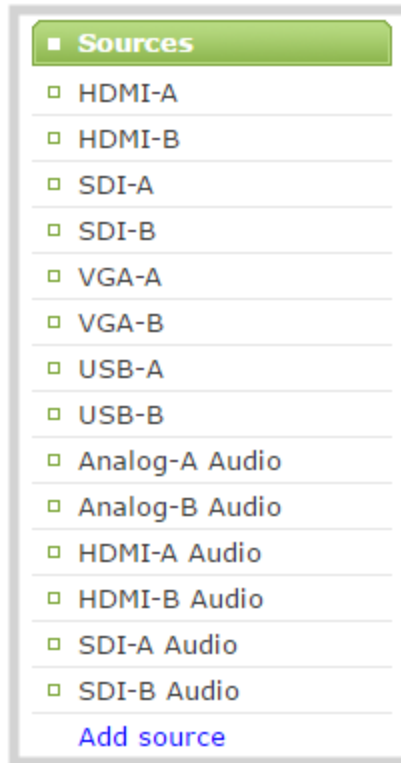 Sources
HDMI-A
HDMI-B
SDI-A
SDI-B
VGA-A
VGA-B
USB-A
USB-B
Analog-A Audio
Analog-B Audio
HDMI-A Audio
HDMI-B Audio
SDI-A Audio
SDI-B Audio
Add source